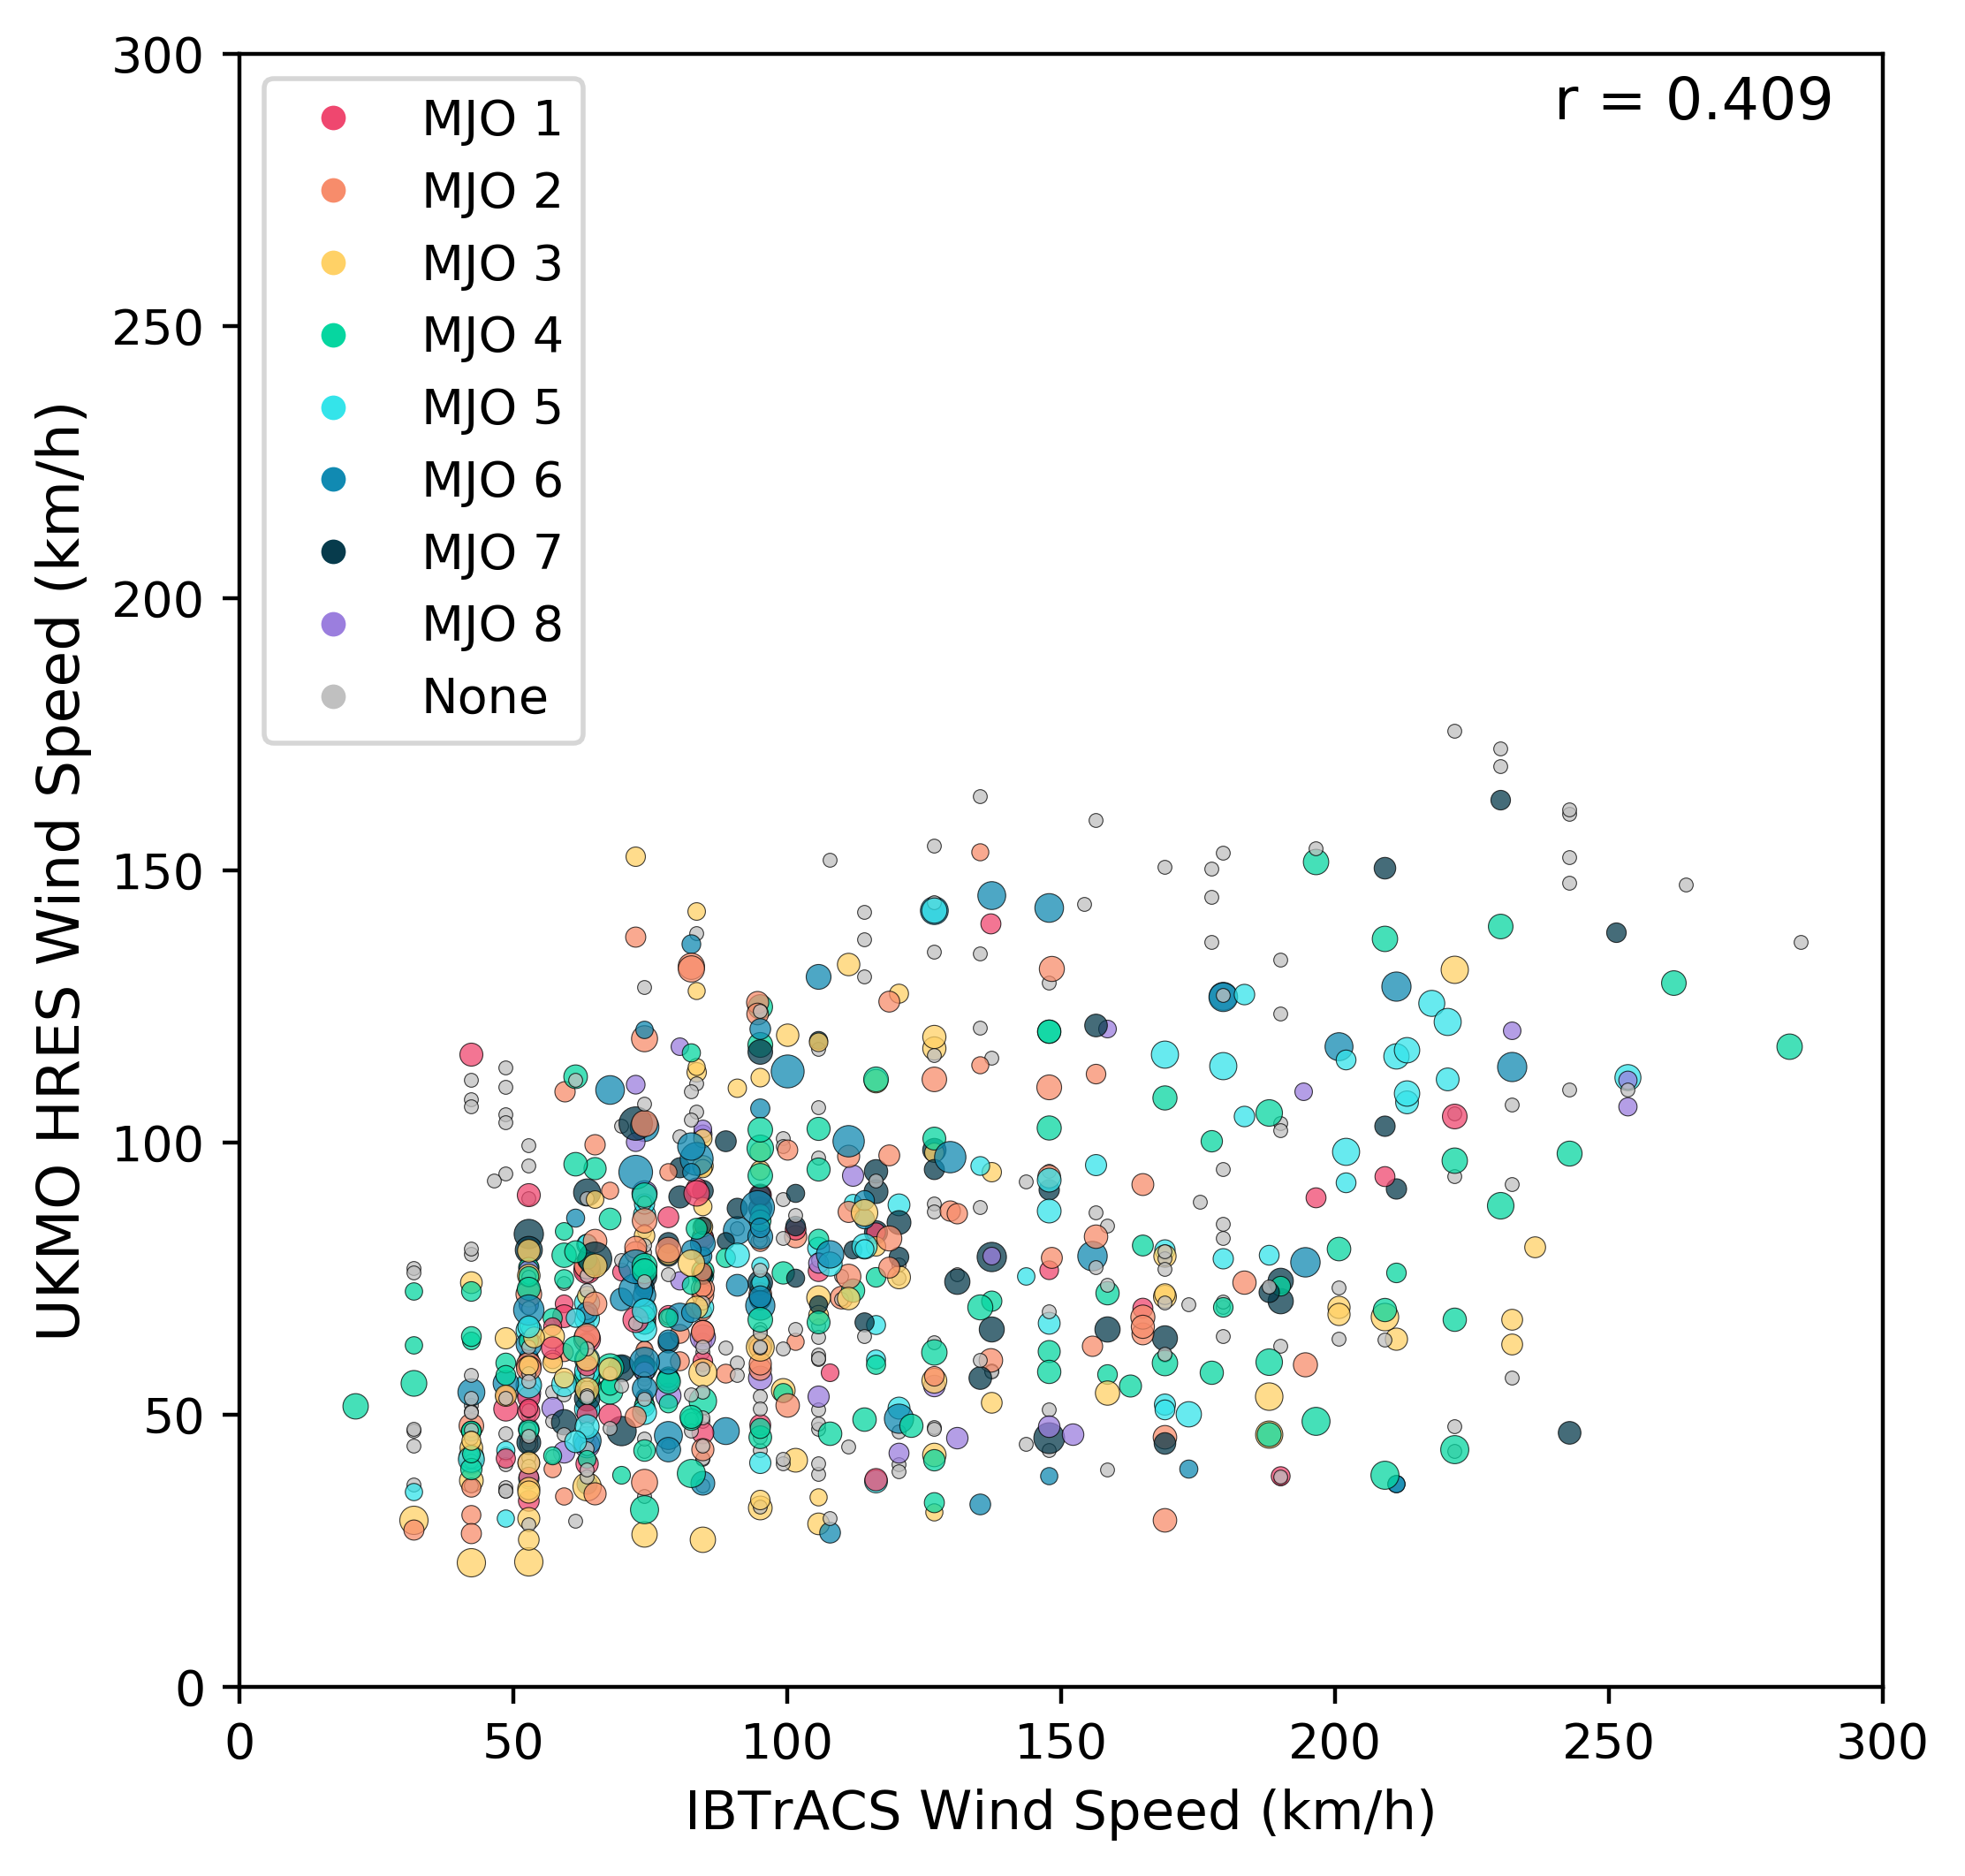 r = 0.409
MJO 1
MJO 2
MJO 3
MJO 4
MJO 5
MJO 6
MJO 7
MJO 8
None
300
250
200
150
100
50
0
UKMO HRES Wind Speed (km/h)
0 50 100 150 200 250 300
IBTrACS Wind Speed (km/h)